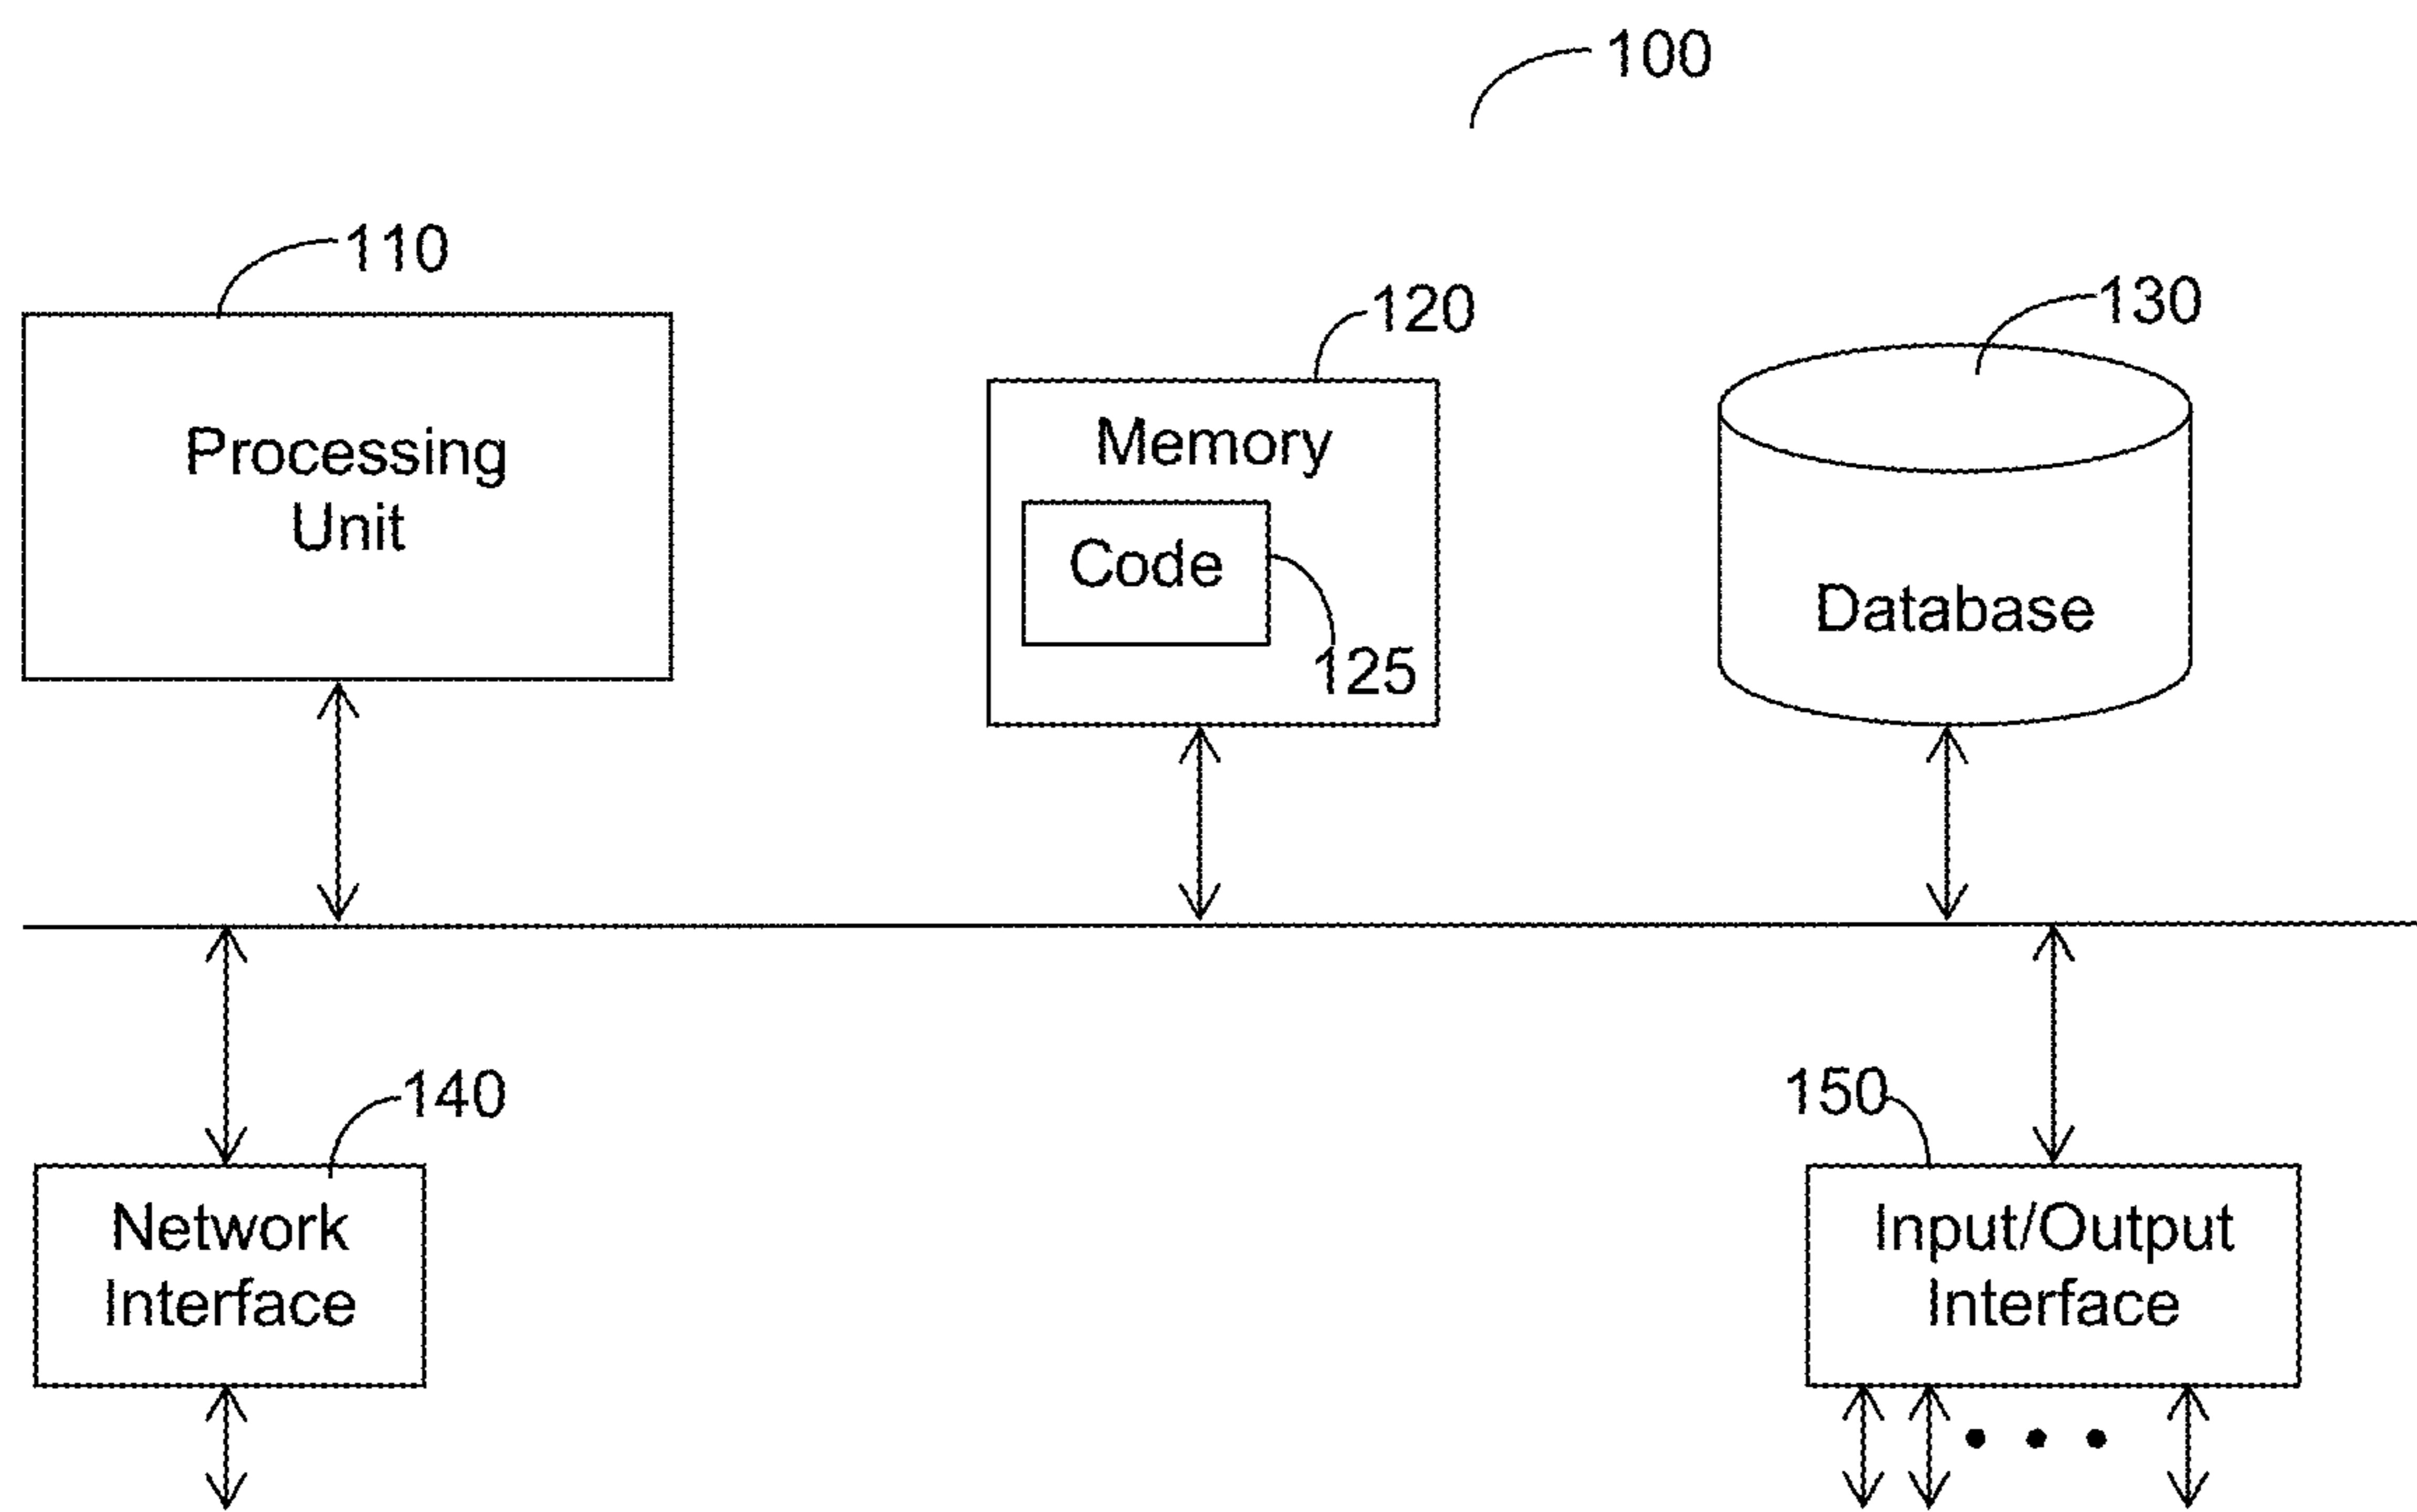 100
110
120
130
Processing
Unit
Memory
Code
125
Database
140
150
Network
Interface
Input/Output
Interface